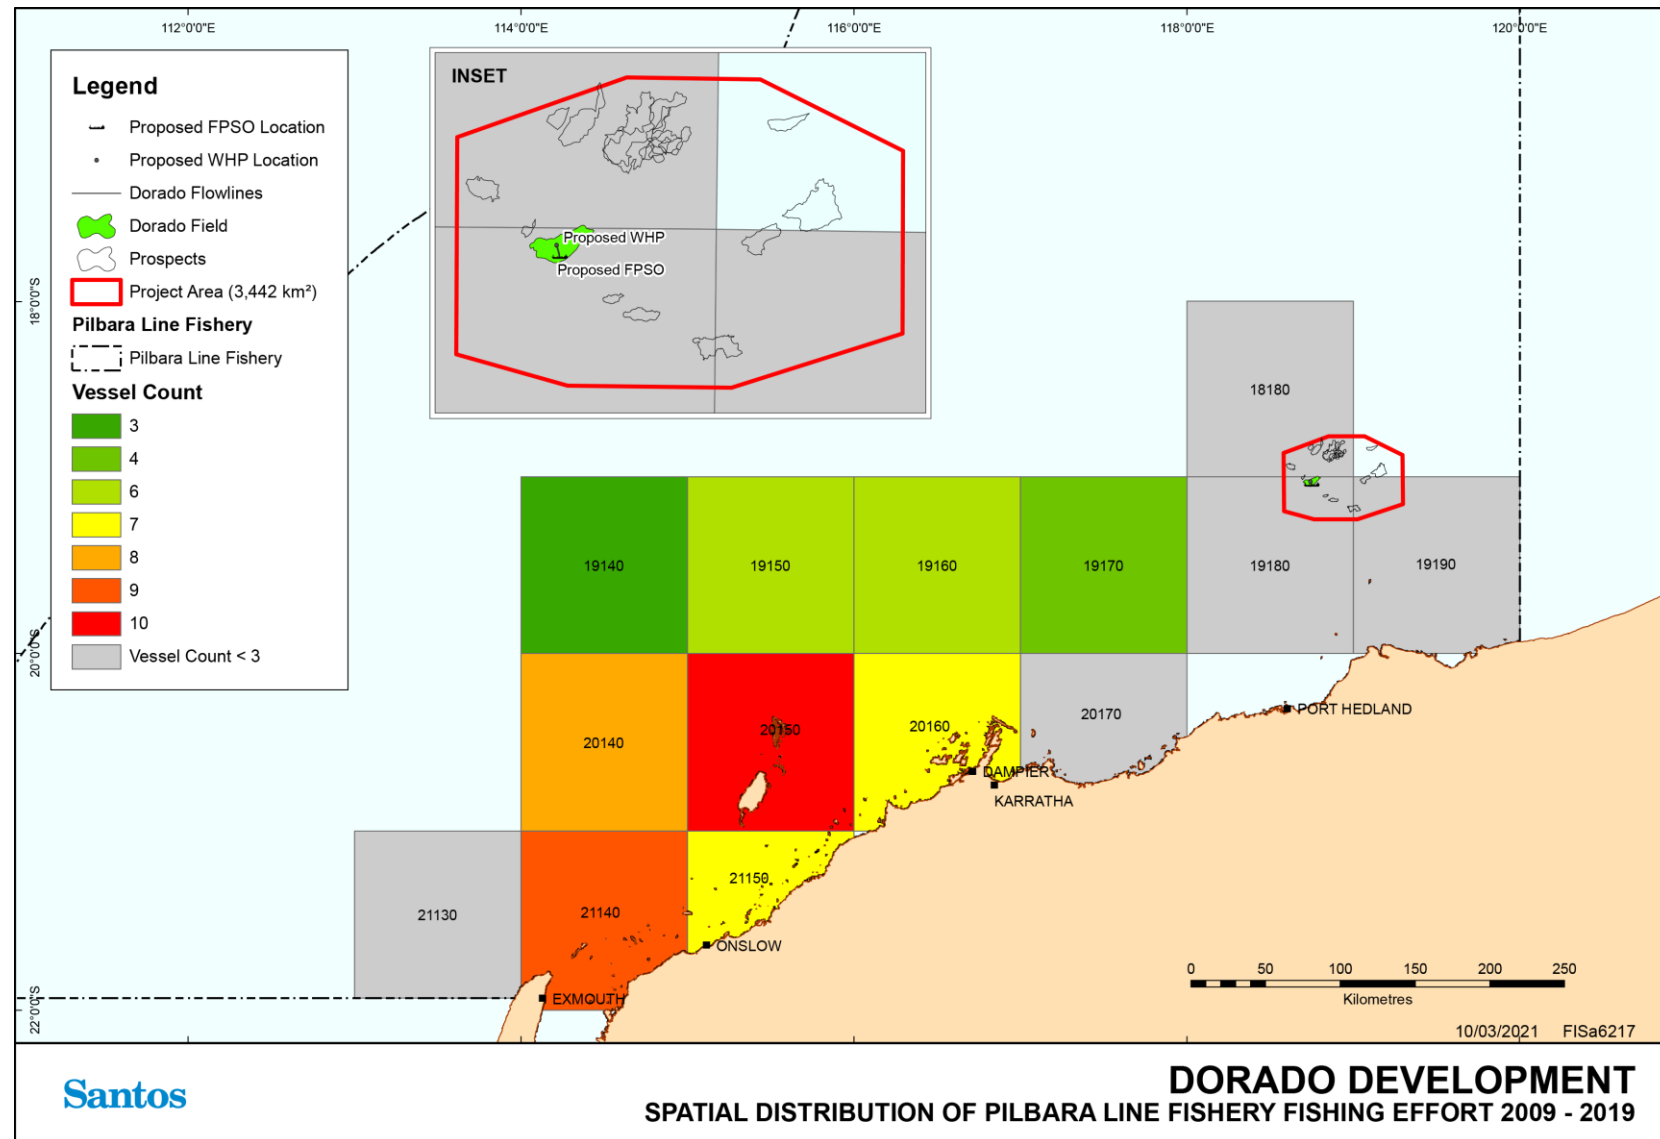 112°0'0"E
114°0'0"E
116°0'0"E
118°0'0"E
120°0'0"E
18°0'0"S
20°0'0"S
22°0'0"S
Legend
Proposed FPSO Location
Proposed WHP Location
Dorado Flowlines
Dorado Field
Prospects
Project Area (3,442 km²)
Pilbara Line Fishery
Pilbara Line Fishery
Vessel Count
3
4
6
7
8
9
10
Vessel Count < 3
INSET
Proposed WHP
Proposed FPSO
18180
19140
19150
19160
19170
19180
19190
20140
20150
20160
20170
PORT HEDLAND
DAMPIER
KARRATHA
21130
21140
21150
ONSLOW
EXMOUTH
0 50 100 150 200 250
Kilometres
10/03/2021 FISa6217
Santos
DORADO DEVELOPMENT
SPATIAL DISTRIBUTION OF PILBARA LINE FISHERY FISHING EFFORT 2009 - 2019